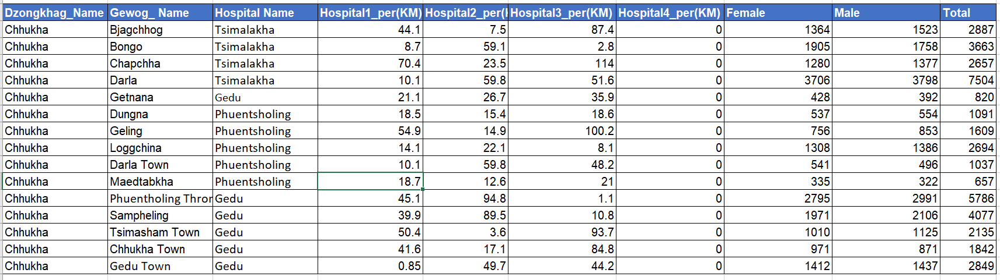 Dzongkhag_Name Gewog_ Name Hospital Name Hospital1_per(KM) Hospital2_per( Hospital3_per(KM) Hospital4_per(KM) Female Male Total
Chhukha Bjagchhog Tsimalakha 44.1 7.5 87.4 0 1364 1523 2887
Chhukha Bongo Tsimalakha 8.7 59.1 2.8 0 1905 1758 3663
Chhukha Chapchha Tsimalakha 70.4 23.5 114 0 1280 1377 2657
Chhukha Darla Tsimalakha 10.1 59.8 51.6 0 3706 3798 7504
Chhukha Getnana Gedu 21.1 26.7 35.9 0 428 392 820
Chhukha Dungna Phuentsholing 18.5 15.4 18.6 0 537 554 1091
Chhukha Geling Phuentsholing 54.9 14.9 100.2 0 756 853 1609
Chhukha Loggchina Phuentsholing 14.1 22.1 8.1 0 1308 1386 2694
Chhukha Darla Town Phuentsholing 10.1 59.8 48.2 0 541 496 1037
Chhukha Maedtabkha Phuentsholing 18.7 12.6 21 0 335 322 657
Chhukha Phuentholing Thror Gedu 45.1 94.8 1.1 0 2795 2991 5786
Chhukha Sampheling Gedu 39.9 89.5 10.8 0 1971 2106 4077
Chhukha Tsimasham Town Gedu 50.4 3.6 93.7 0 1010 1125 2135
Chhukha Chhukha Town Gedu 41.6 17.1 84.8 0 971 871 1842
Chhukha Gedu Town Gedu 0.85 49.7 44.2 0 1412 1437 2849